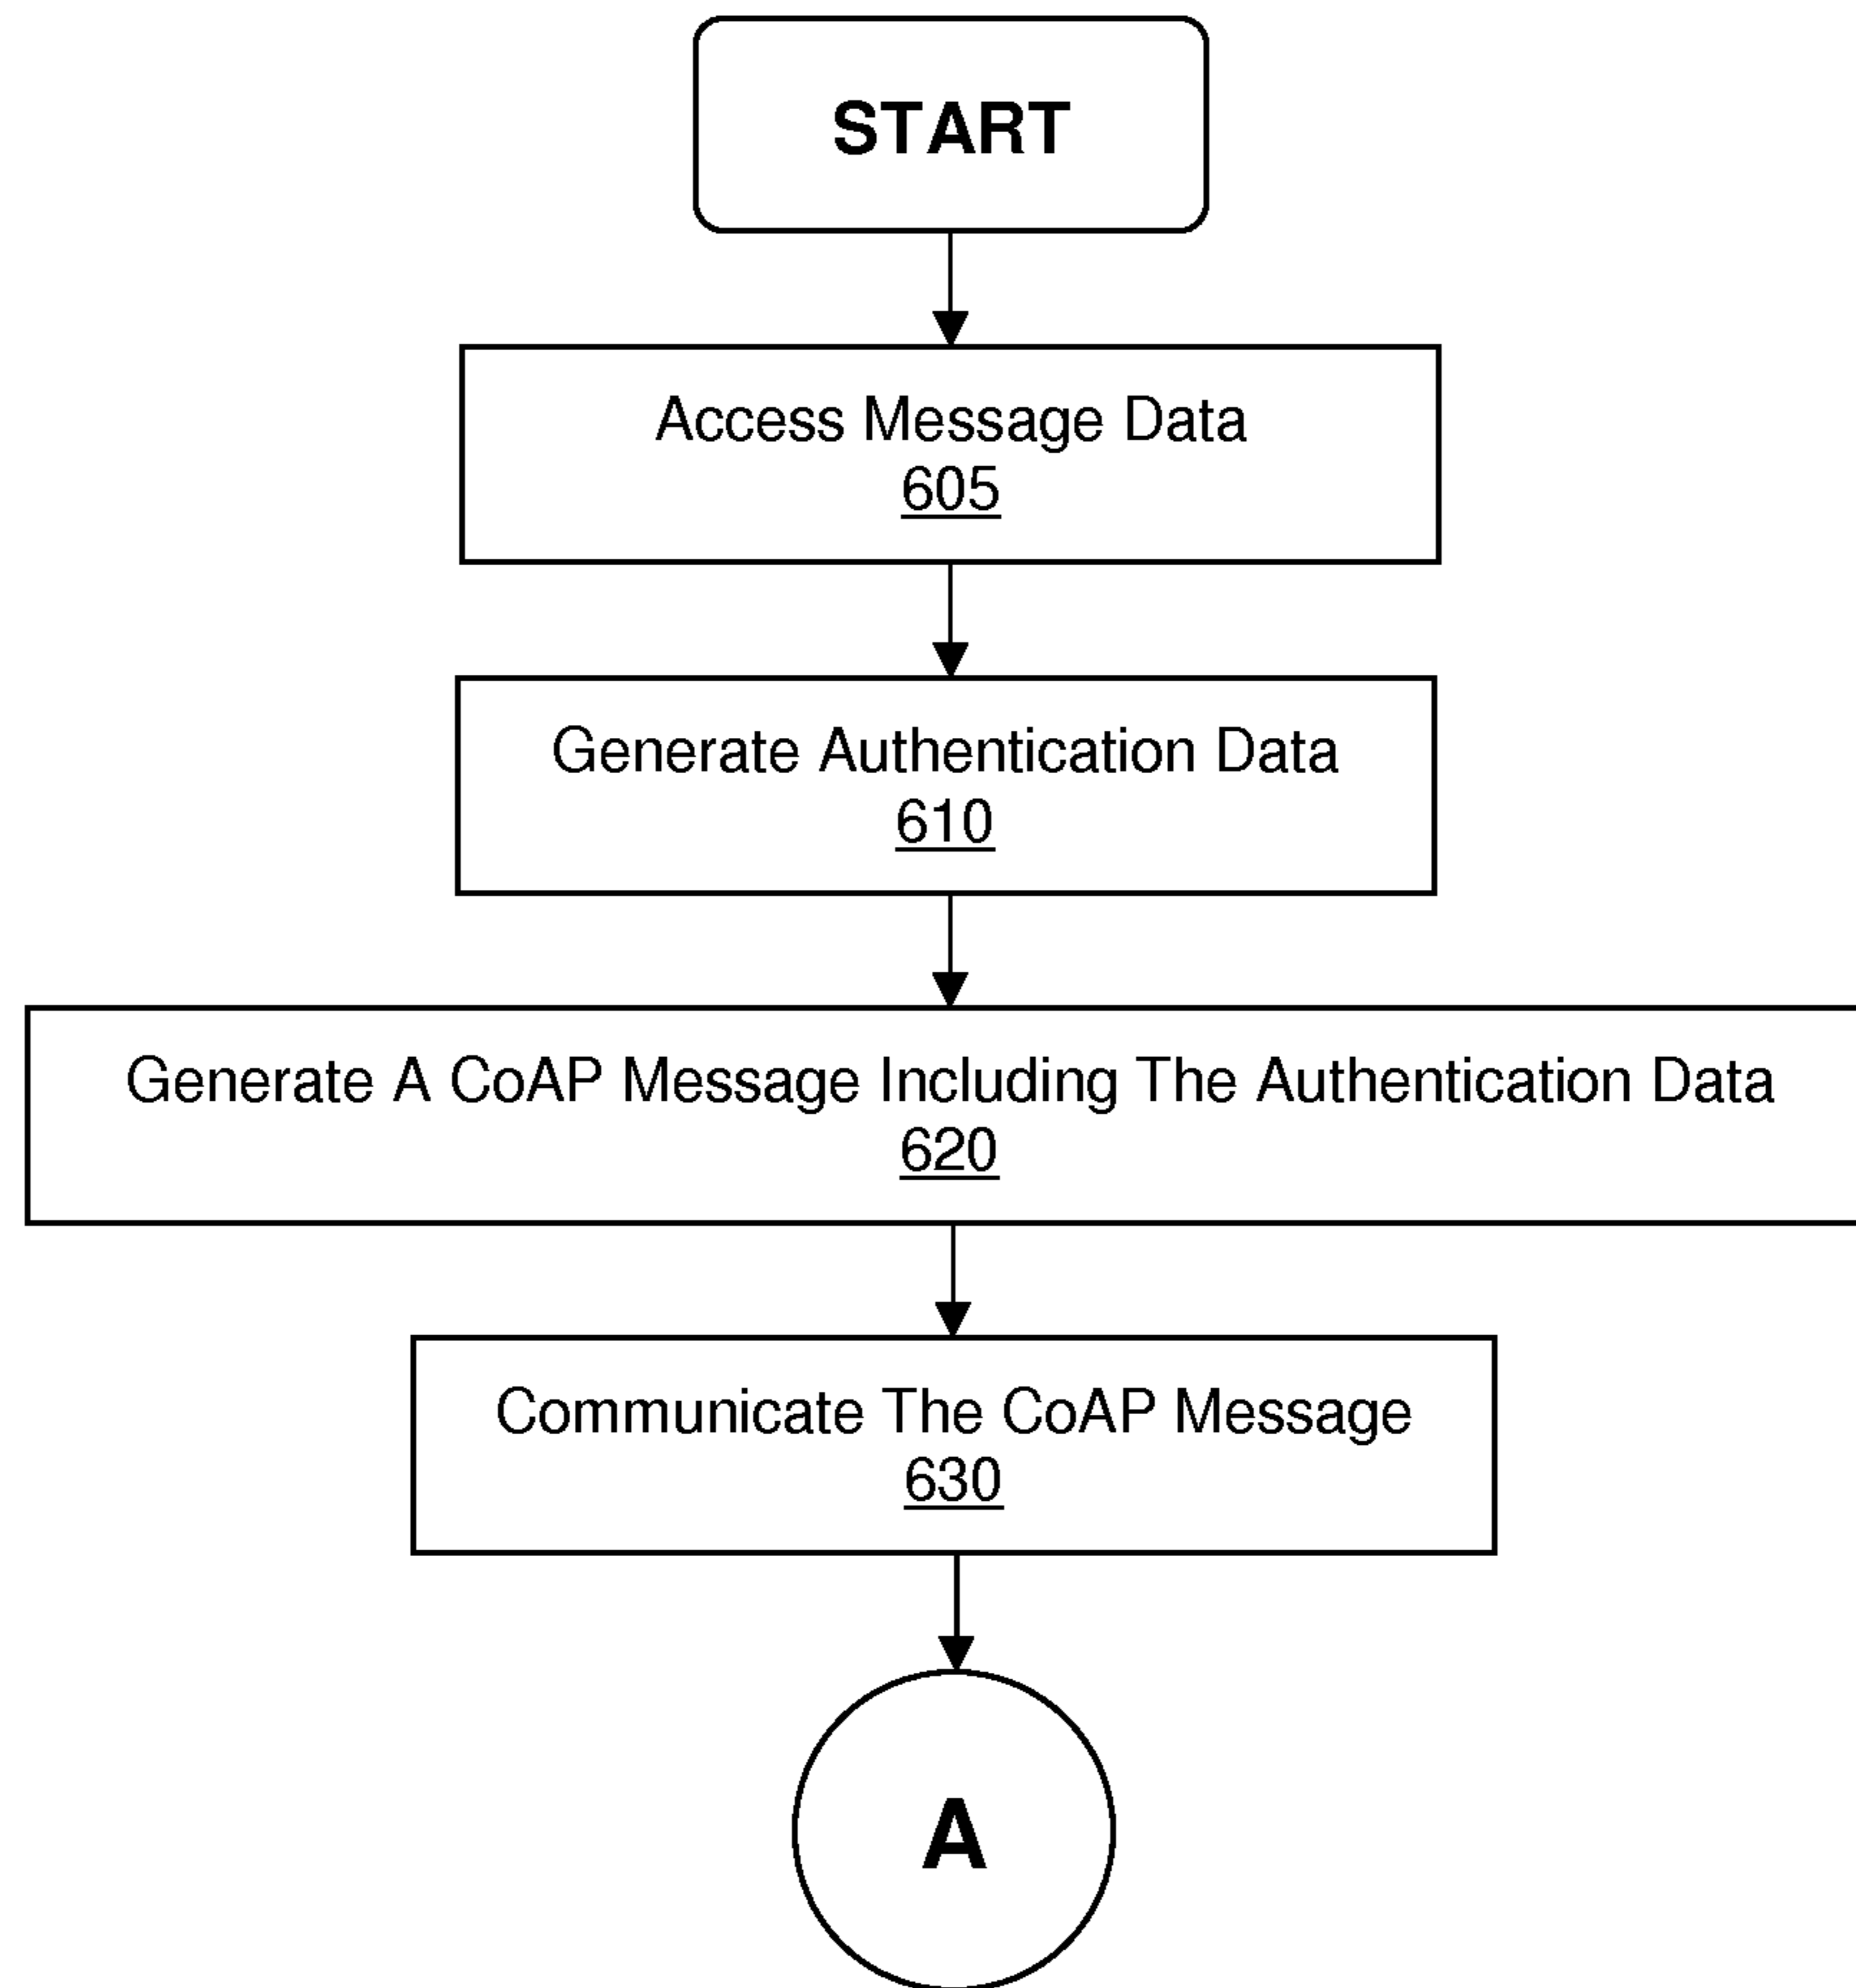 START
Access Message Data
605
Generate Authentication Data
610
Generate A CoAP Message Including The Authentication Data
620
Communicate The CoAP Message
630
A